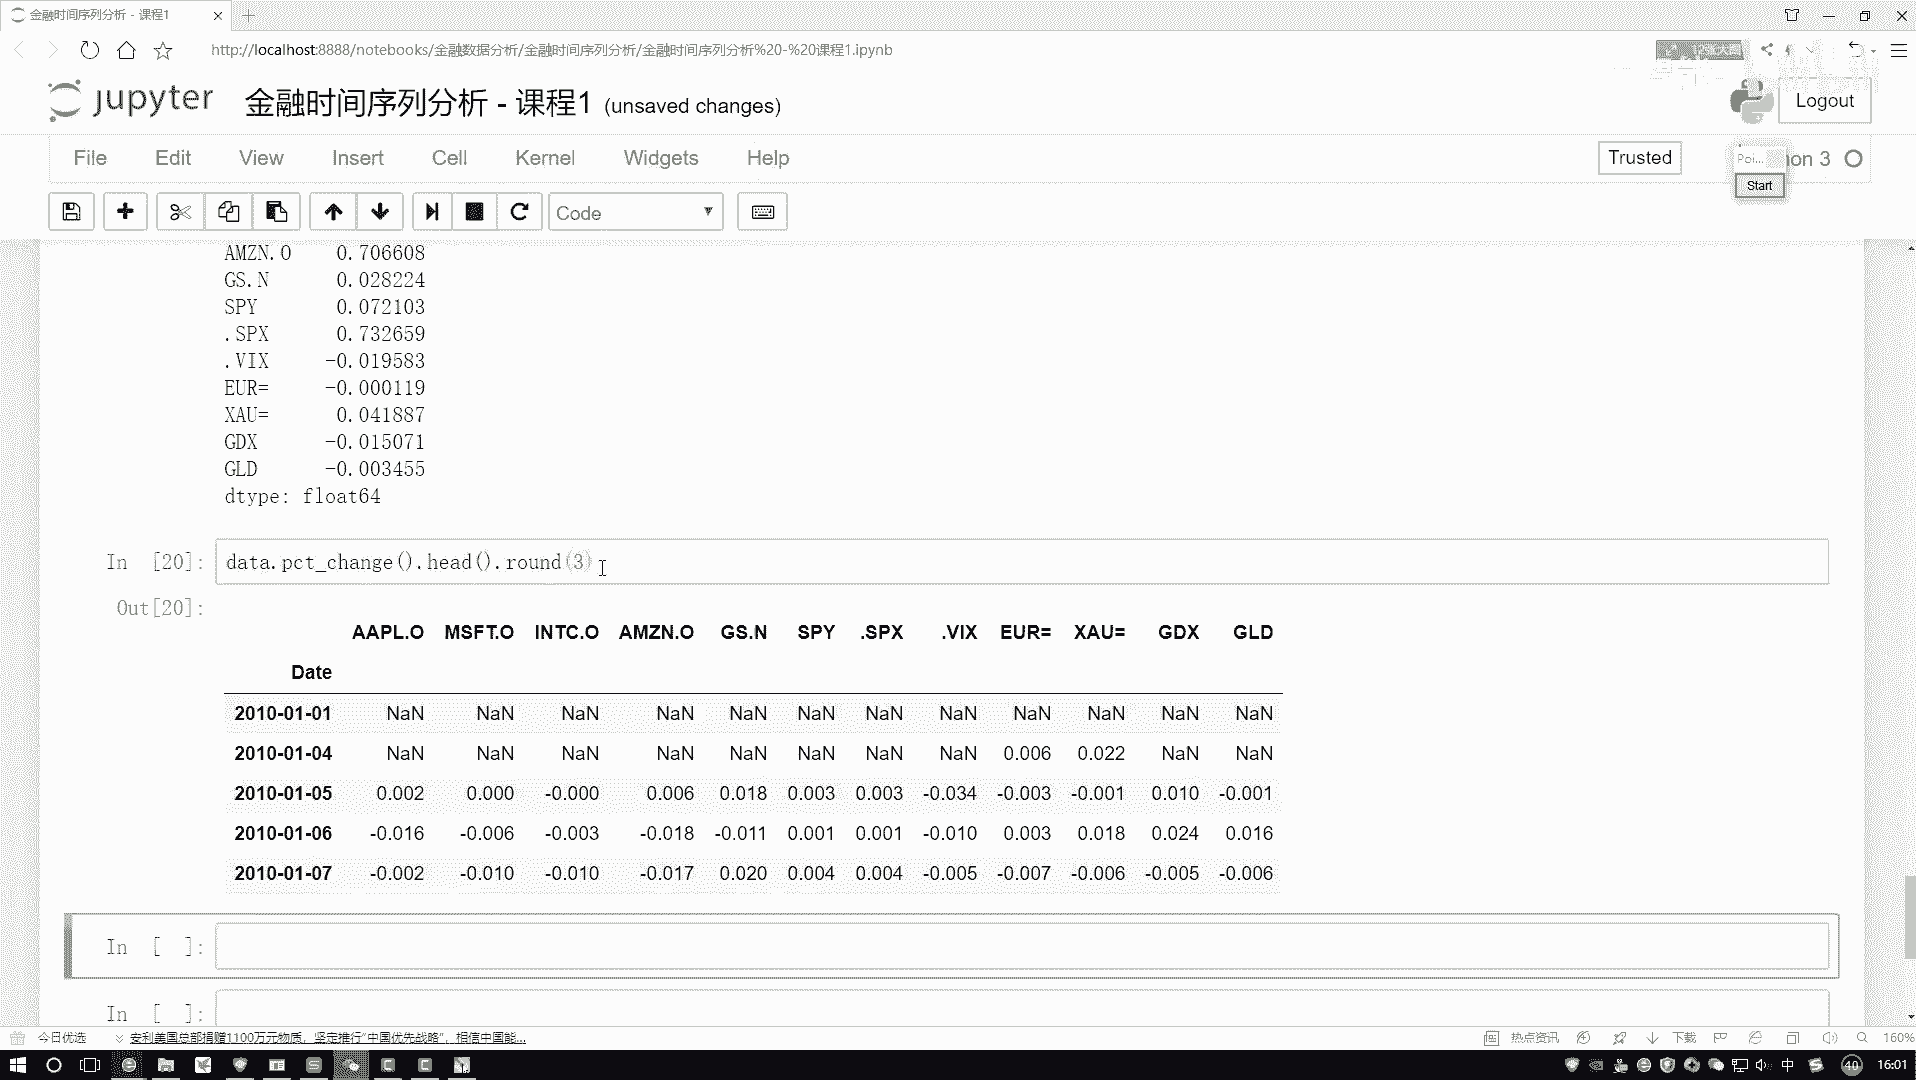 金融时间序列分析 - 课程1
http://localhost:8888/notebooks/金融数据分析/金融时间序列分析/金融时间序列分析%20-%20课程1.ipynb
jupyter 金融时间序列分析 - 课程1 (unsaved changes)
Logout
File Edit View Insert Cell Kernel Widgets Help
Trusted
Poi... on 3
Start
Code
AMZN.O 0.706608
GS.N 0.028224
SPY 0.072103
.SPX 0.732659
.VIX -0.019583
EUR= -0.000119
XAU= 0.041887
GDX -0.015071
GLD -0.003455
dtype: float64
In [20]: data.pct_change().head().round(3)
Out[20]:
AAPL.O MSFT.O INTC.O AMZN.O GS.N SPY .SPX .VIX EUR= XAU= GDX GLD
Date
2010-01-01 NaN NaN NaN NaN NaN NaN NaN NaN NaN NaN NaN NaN
2010-01-04 NaN NaN NaN NaN NaN NaN NaN NaN 0.006 0.022 NaN NaN
2010-01-05 0.002 0.000 -0.000 0.006 0.018 0.003 0.003 -0.034 -0.003 -0.001 0.010 -0.001
2010-01-06 -0.016 -0.006 -0.003 -0.018 -0.011 0.001 0.001 -0.010 0.003 0.018 0.024 0.016
2010-01-07 -0.002 -0.010 -0.010 -0.017 0.020 0.004 0.004 -0.005 -0.007 -0.006 -0.005 -0.006
In [ ]:
In [ ]:
今日优选 安利美国总部捐赠1100万元物质，坚定推行“中国优先战略”，相信中国能...
热点资讯 下载 160%
中 40 16:01